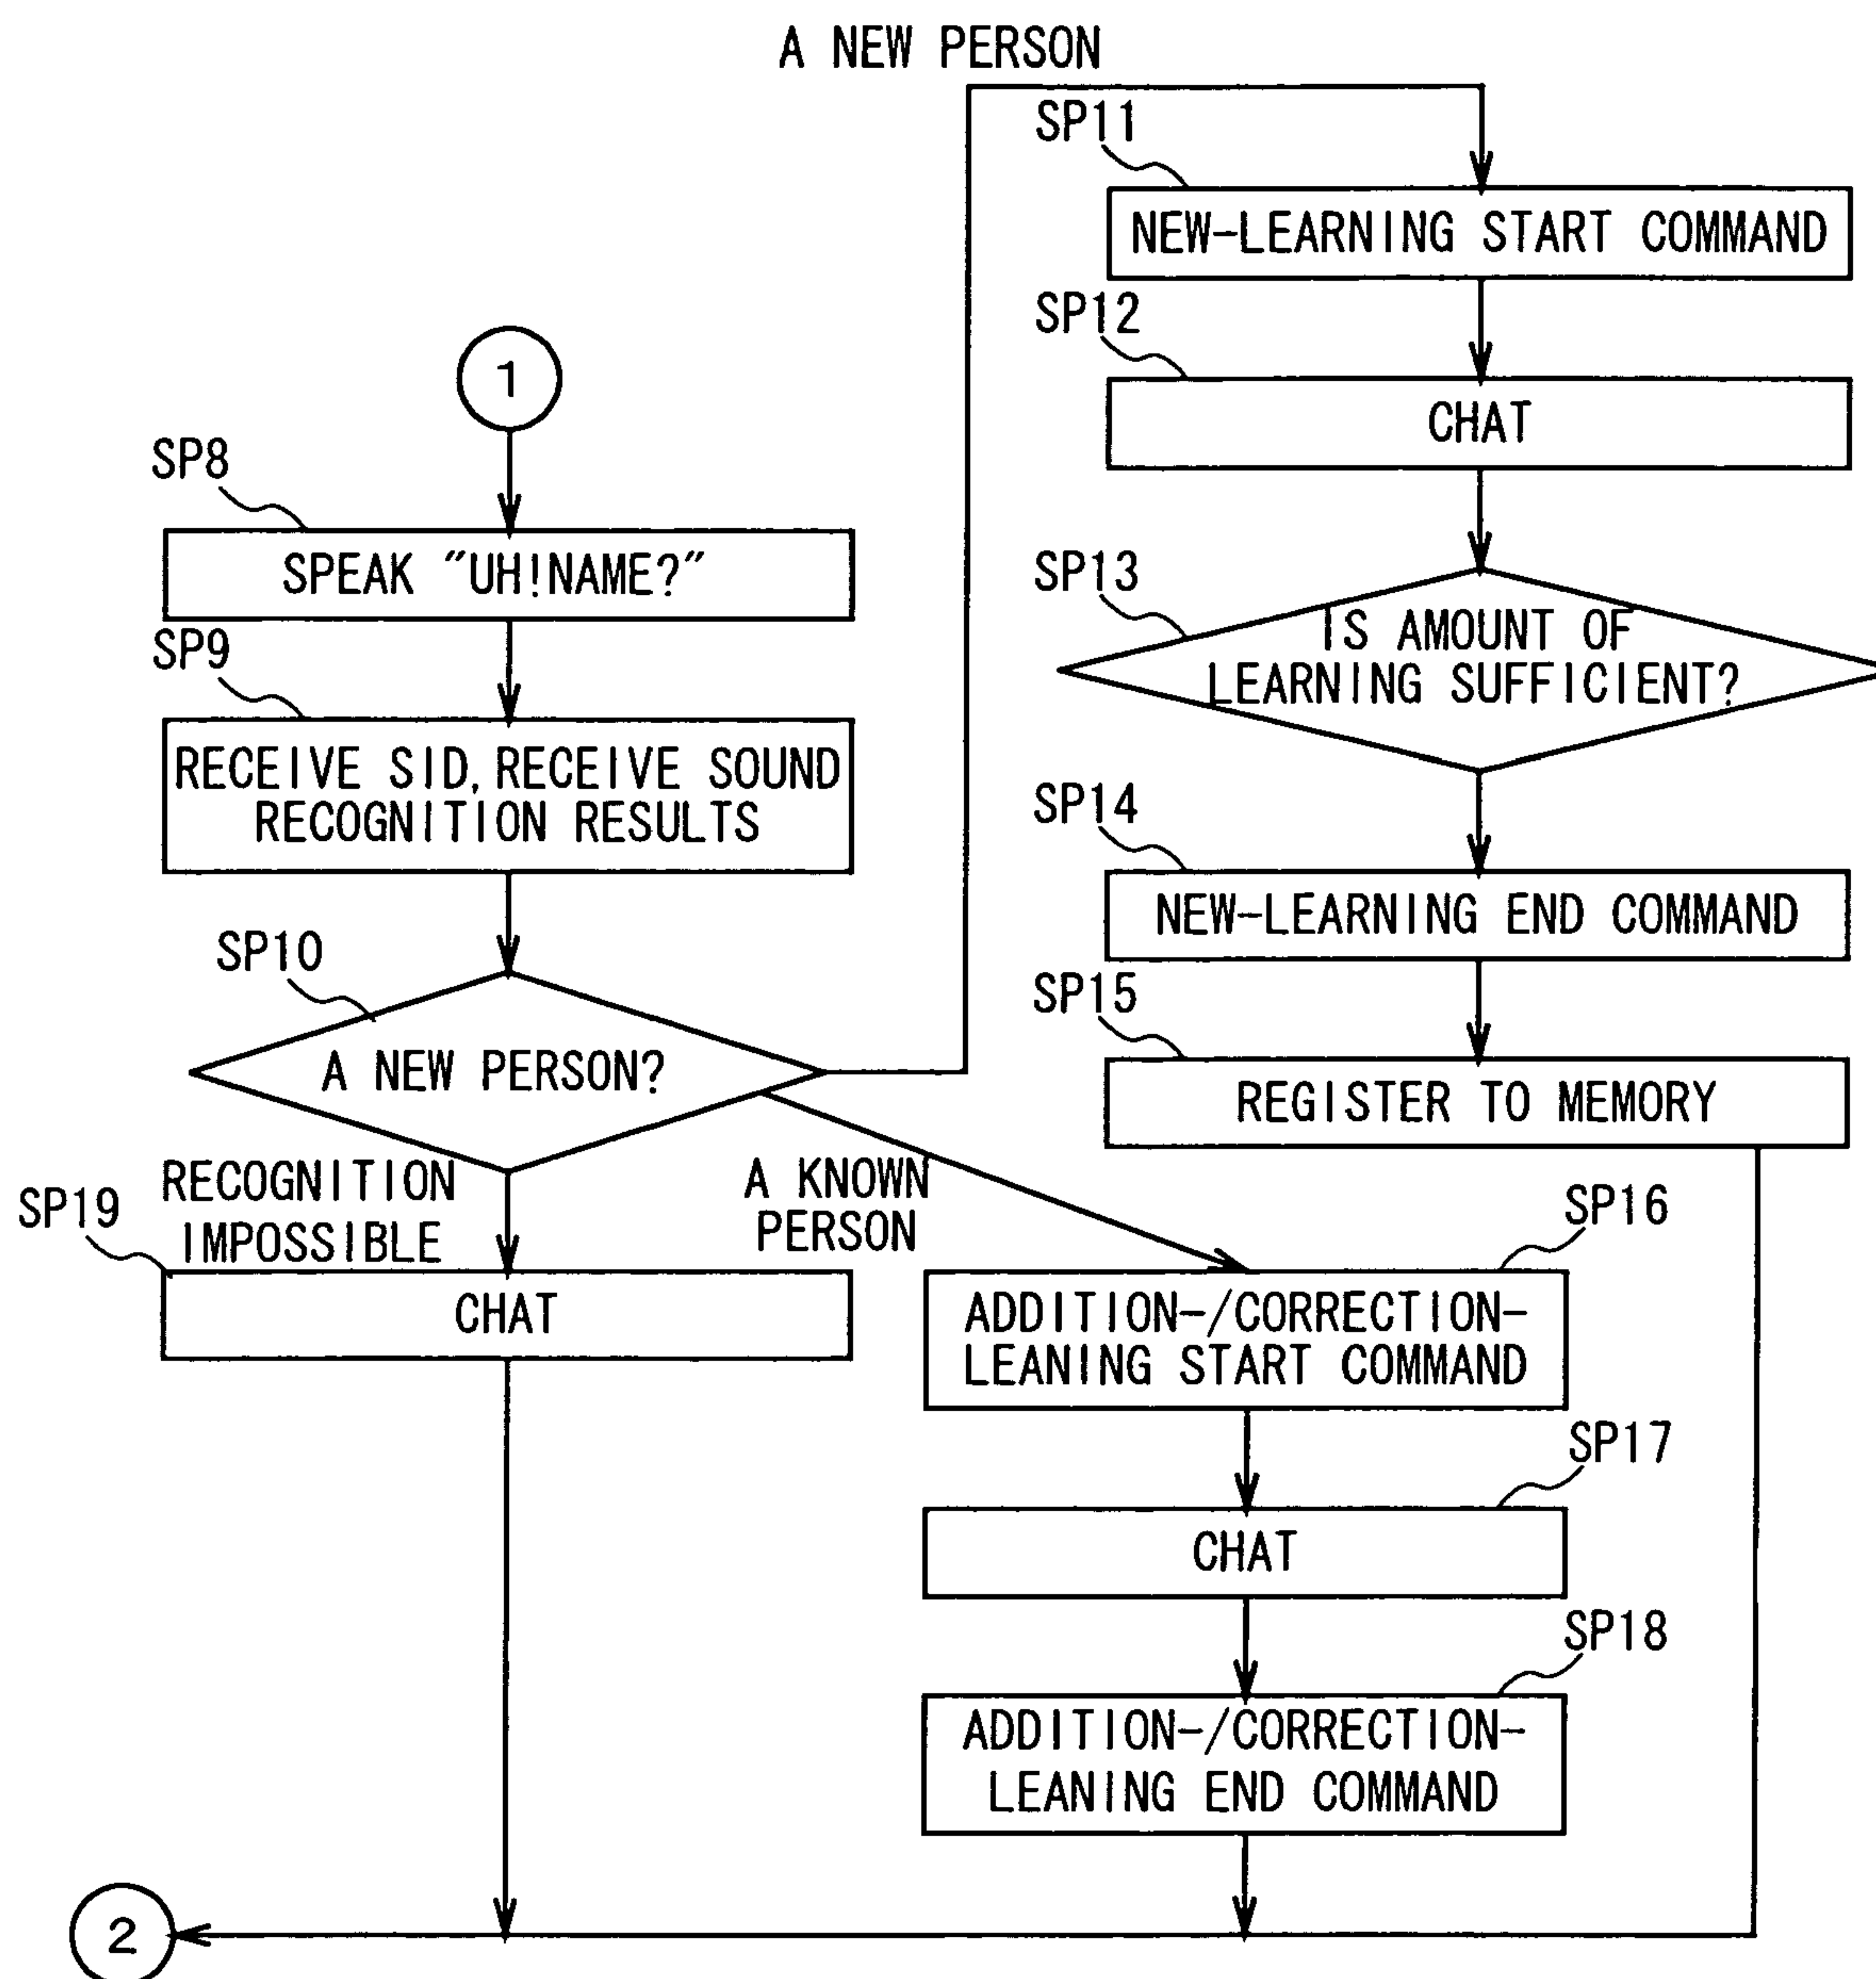 A NEW PERSON
1
SP8
SPEAK "UH!NAME?"
SP9
RECEIVE SID, RECEIVE SOUND
RECOGNITION RESULTS
SP10
A NEW PERSON?
RECOGNITION
IMPOSSIBLE
A KNOWN
PERSON
SP19
CHAT
SP11
NEW-LEARNING START COMMAND
SP12
CHAT
SP13
IS AMOUNT OF
LEARNING SUFFICIENT?
SP14
NEW-LEARNING END COMMAND
SP15
REGISTER TO MEMORY
SP16
ADDITION-/CORRECTION-
LEANING START COMMAND
SP17
CHAT
SP18
ADDITION-/CORRECTION-
LEANING END COMMAND
2